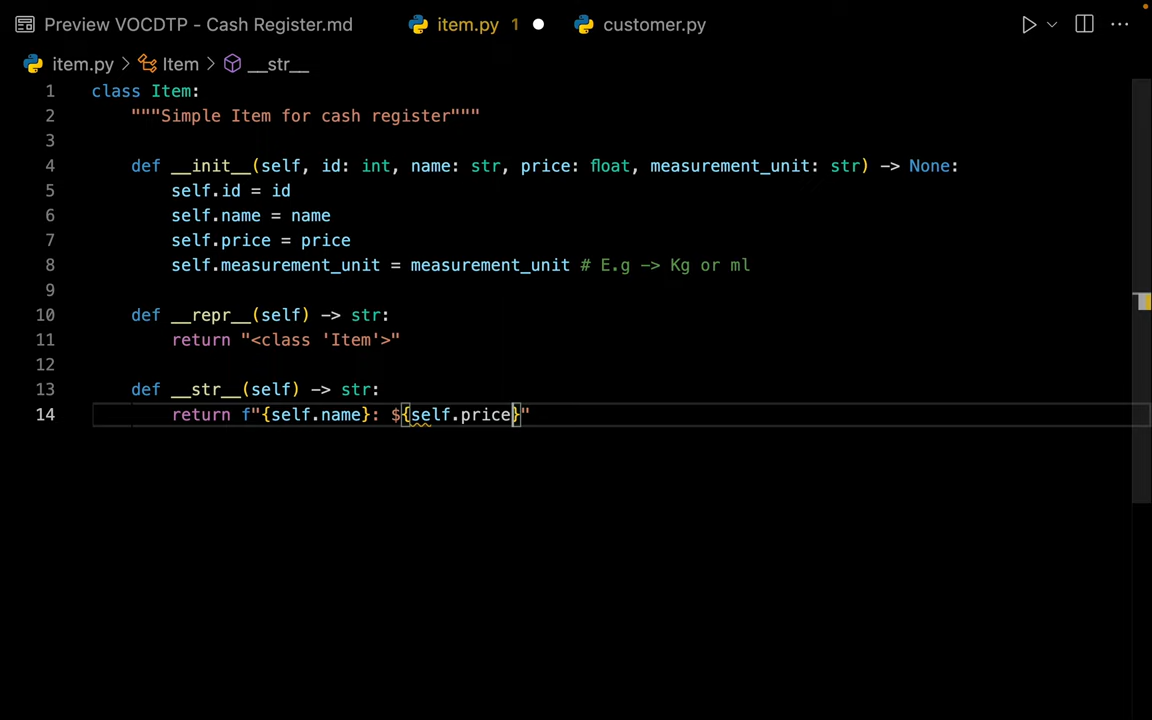 Preview VOCDTP - Cash Register.md item.py 1 customer.py
item.py > Item > __str__
1 class Item:
2 """Simple Item for cash register"""
3
4 def __init__(self, id: int, name: str, price: float, measurement_unit: str) -> None:
5 self.id = id
6 self.name = name
7 self.price = price
8 self.measurement_unit = measurement_unit # E.g -> Kg or ml
9
10 def __repr__(self) -> str:
11 return "<class 'Item'>"
12
13 def __str__(self) -> str:
14 return f"{self.name}: ${self.price}"